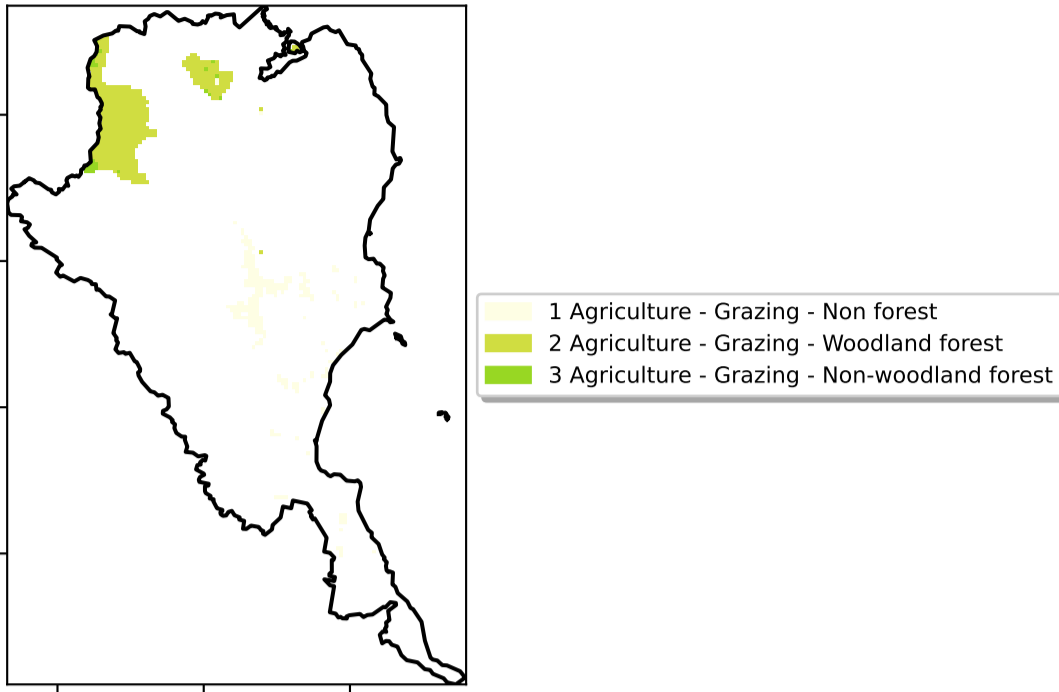 1 Agriculture - Grazing - Non forest
2 Agriculture - Grazing - Woodland forest
3 Agriculture - Grazing - Non-woodland forest